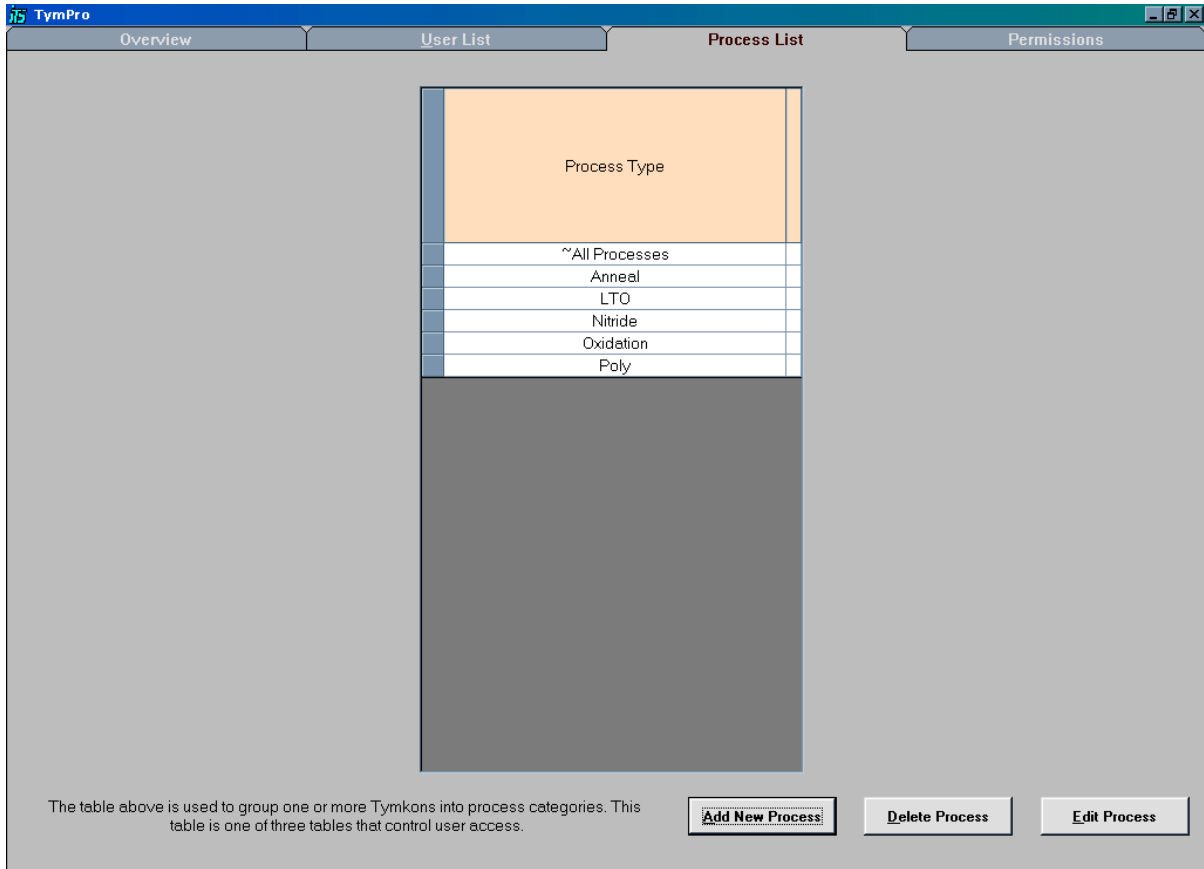 its TymPro
Overview User List Process List Permissions
Process Type
~All Processes
Anneal
LTO
Nitride
Oxidation
Poly
The table above is used to group one or more Tymkons into process categories. This
table is one of three tables that control user access.
Add New Process Delete Process Edit Process